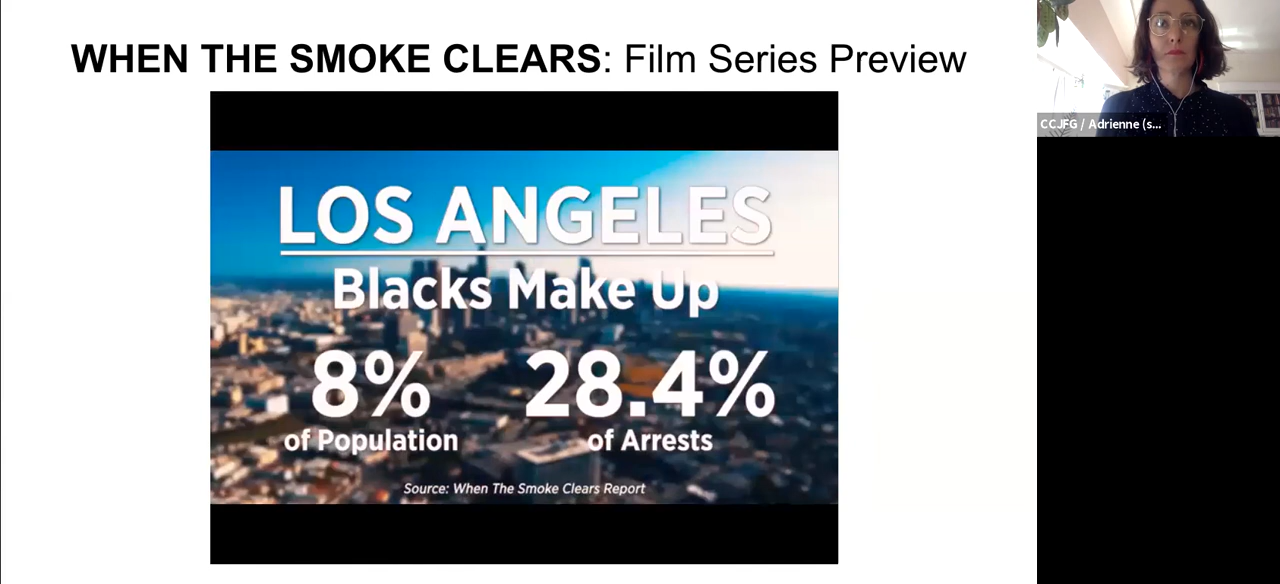 WHEN THE SMOKE CLEARS: Film Series Preview
LOS ANGELES
Blacks Make Up
8% 28.4%
of Population of Arrests
Source: When The Smoke Clears Report
CCJFG / Adrienne (s...